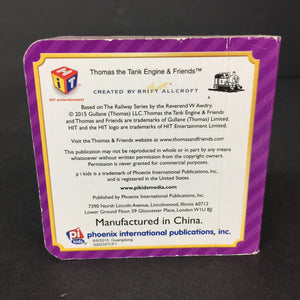 HiT
HIT entertainment
Thomas the Tank Engine & Friends™
CREATED BY BRITT ALLCROFT
Based on The Railway Series by the Reverend W Awdry.
© 2015 Gullane (Thomas) LLC. Thomas the Tank Engine & Friends
and Thomas and Friends are trademarks of Gullane (Thomas) Limited.
HIT and the HIT logo are trademarks of HIT Entertainment Limited.
Visit the Thomas & Friends website at www.thomasandfriends.com
This publication may not be reproduced in whole or in part by any means
whatsoever without written permission from the copyright owners.
Permission is never granted for commercial purposes.
p i kids is a trademark of Phoenix International Publications, Inc.,
and is registered in the United States.
www.pikidsmedia.com
Published by Phoenix International Publications, Inc.
7390 North Lincoln Avenue, Lincolnwood, Illinois 60712
Lower Ground Floor, 59 Gloucester Place, London W1U 8JJ
Manufactured in China.
pi kids
phoenix international publications, inc.